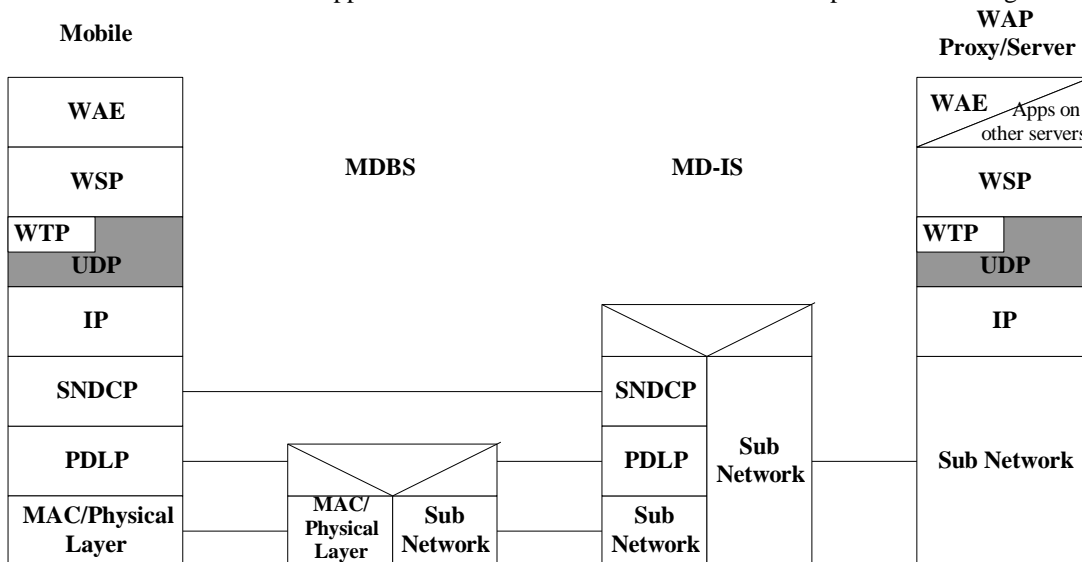 Mobile
WAP
Proxy/Server
WAE
WSP
WTP
UDP
IP
SNDCP
PDLP
MAC/Physical
Layer
MDBS
MAC/
Physical
Layer
Sub
Network
MD-IS
SNDCP
PDLP
Sub
Network
Sub
Network
WAE
Apps on
other servers
WSP
WTP
UDP
IP
Sub Network